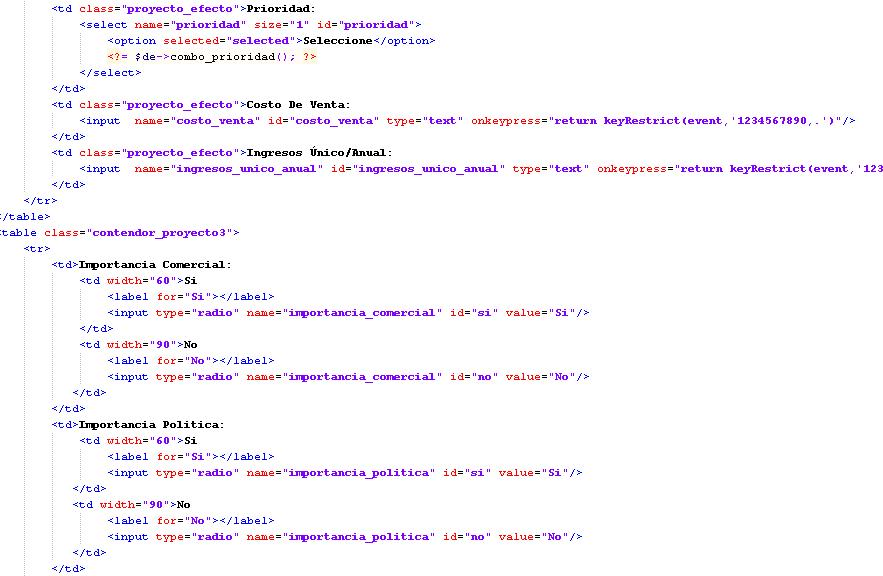 <td class="proyecto_efecto">Prioridad:
<select name="prioridad" size="1" id="prioridad">
<option selected="selected">Seleccione</option>
<?= $de->combo_prioridad(); ?>
</select>
</td>
<td class="proyecto_efecto">Costo De Venta:
<input  name="costo_venta" id="costo_venta" type="text" onkeypress="return keyRestrict(event,'1234567890,.')"/>
</td>
<td class="proyecto_efecto">Ingresos Único/Anual:
<input  name="ingresos_unico_anual" id="ingresos_unico_anual" type="text" onkeypress="return keyRestrict(event,'123
</td>
</tr>
</table>
<table class="contendor_proyecto3">
<tr>
<td>Importancia Comercial:
<td width="60">Si
<label for="Si"></label>
<input type="radio" name="importancia_comercial" id="si" value="Si"/>
</td>
<td width="90">No
<label for="No"></label>
<input type="radio" name="importancia_comercial" id="no" value="No"/>
</td>
</td>
<td>Importancia Politica:
<td width="60">Si
<label for="Si"></label>
<input type="radio" name="importancia_politica" id="si" value="Si"/>
</td>
<td width="90">No
<label for="No"></label>
<input type="radio" name="importancia_politica" id="no" value="No"/>
</td>
</td>